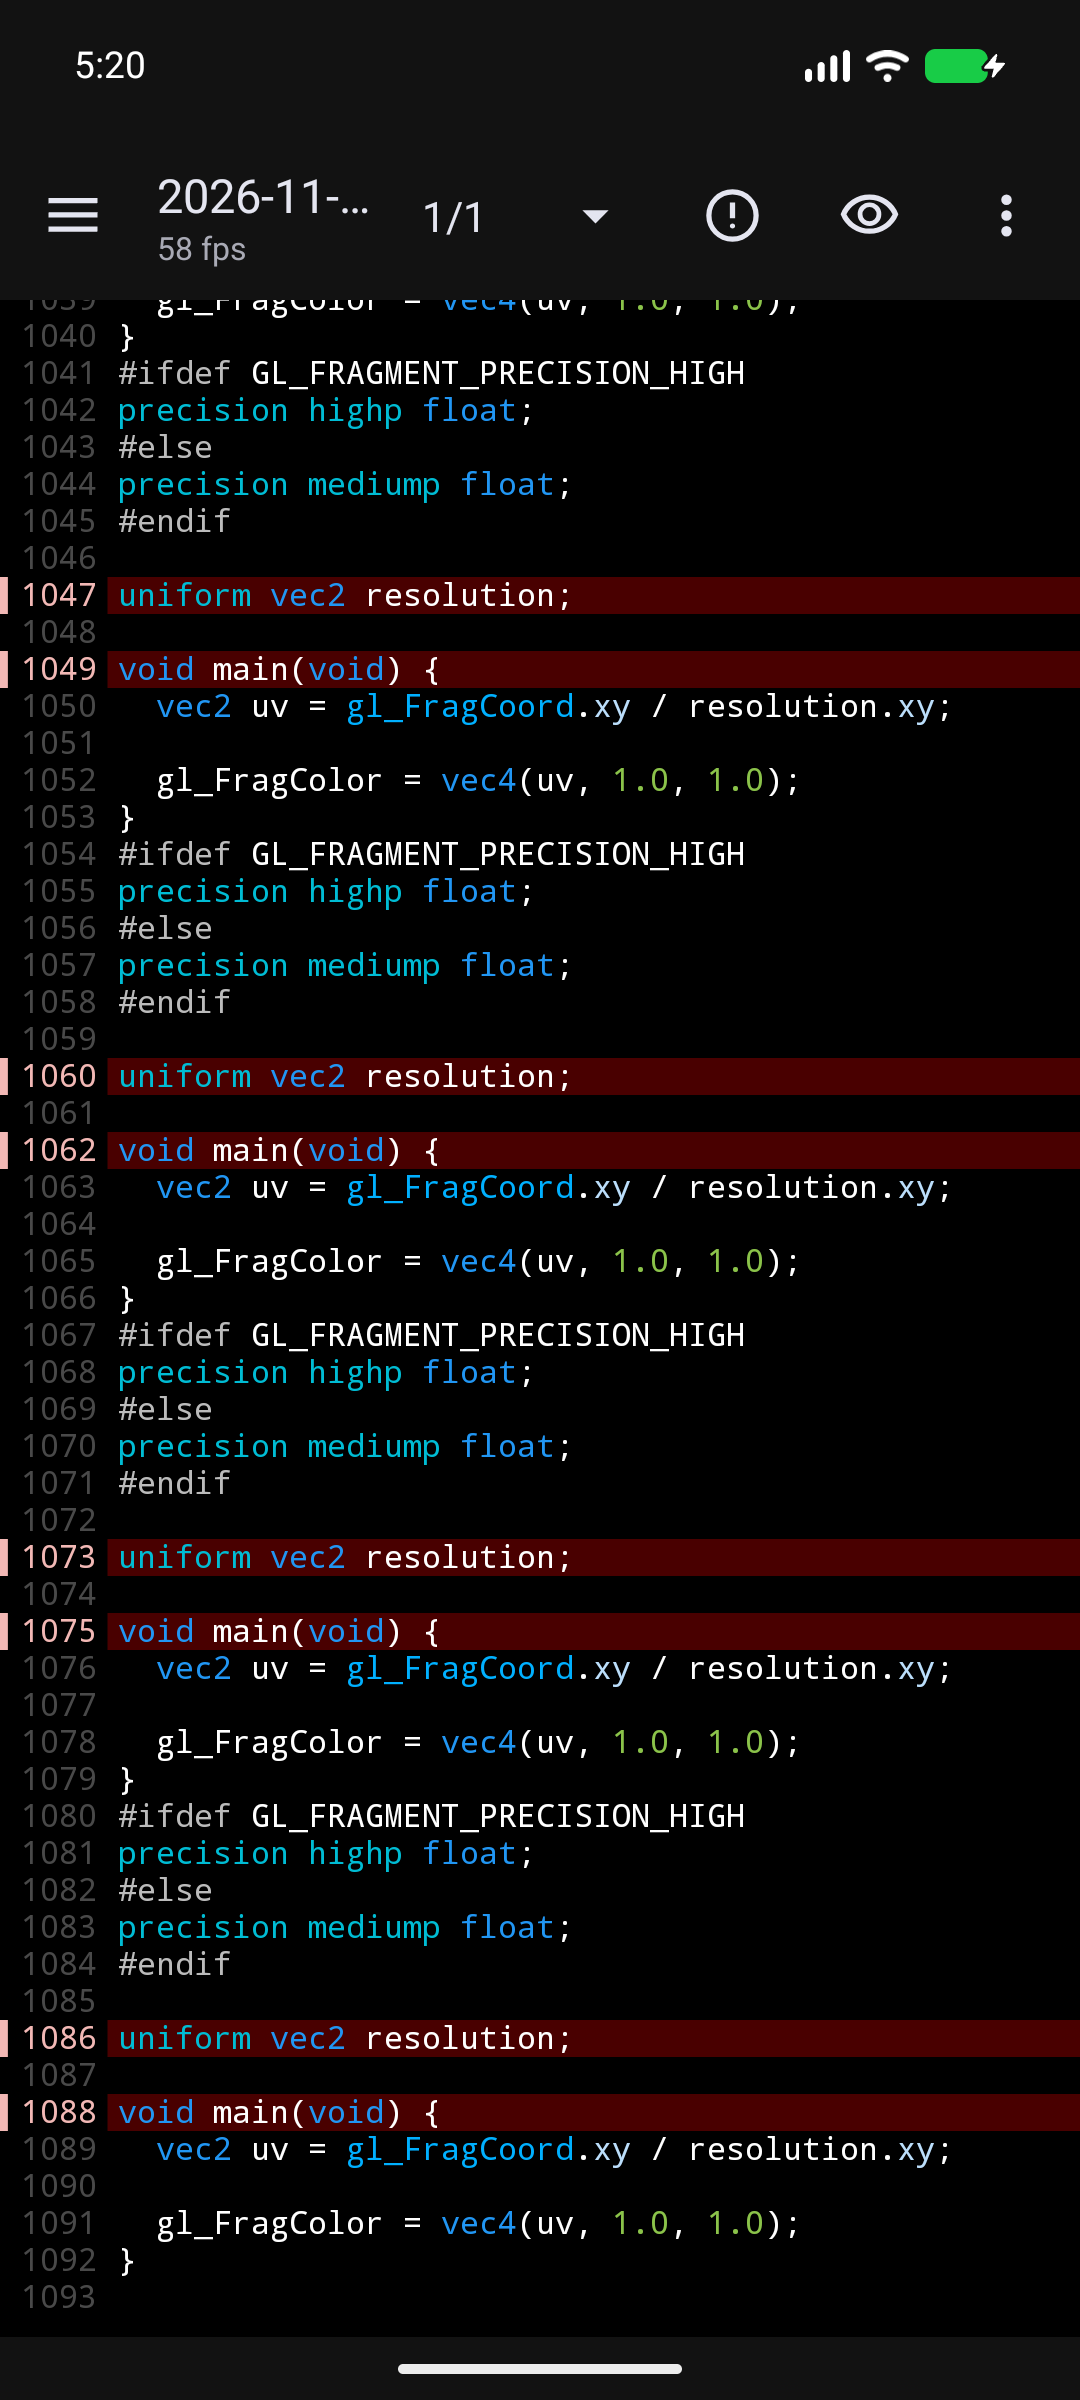 5:20
2026-11-...
58 fps
1/1
1039 gl_FragColor = vec4(uv, 1.0, 1.0);
1040 }
1041 #ifdef GL_FRAGMENT_PRECISION_HIGH
1042 precision highp float;
1043 #else
1044 precision mediump float;
1045 #endif
1046
1047 uniform vec2 resolution;
1048
1049 void main(void) {
1050 vec2 uv = gl_FragCoord.xy / resolution.xy;
1051
1052 gl_FragColor = vec4(uv, 1.0, 1.0);
1053 }
1054 #ifdef GL_FRAGMENT_PRECISION_HIGH
1055 precision highp float;
1056 #else
1057 precision mediump float;
1058 #endif
1059
1060 uniform vec2 resolution;
1061
1062 void main(void) {
1063 vec2 uv = gl_FragCoord.xy / resolution.xy;
1064
1065 gl_FragColor = vec4(uv, 1.0, 1.0);
1066 }
1067 #ifdef GL_FRAGMENT_PRECISION_HIGH
1068 precision highp float;
1069 #else
1070 precision mediump float;
1071 #endif
1072
1073 uniform vec2 resolution;
1074
1075 void main(void) {
1076 vec2 uv = gl_FragCoord.xy / resolution.xy;
1077
1078 gl_FragColor = vec4(uv, 1.0, 1.0);
1079 }
1080 #ifdef GL_FRAGMENT_PRECISION_HIGH
1081 precision highp float;
1082 #else
1083 precision mediump float;
1084 #endif
1085
1086 uniform vec2 resolution;
1087
1088 void main(void) {
1089 vec2 uv = gl_FragCoord.xy / resolution.xy;
1090
1091 gl_FragColor = vec4(uv, 1.0, 1.0);
1092 }
1093